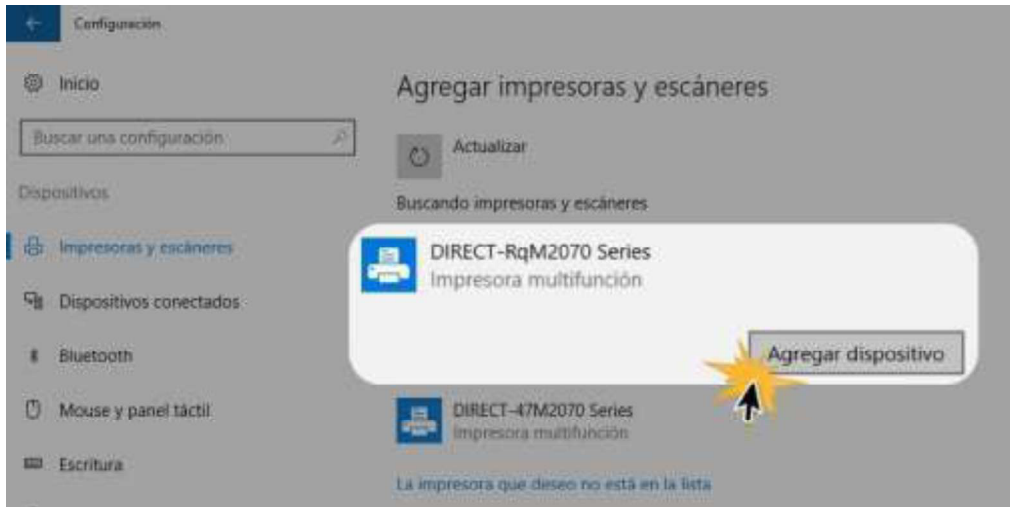 Configuración
Inicio
Buscar una configuración
Dispositivos
Impresoras y escáneres
Dispositivos conectados
Bluetooth
Mouse y panel táctil
Escritura
Agregar impresoras y escáneres
Actualizar
Buscando impresoras y escáneres
DIRECT-RqM2070 Series
Impresora multifunción
Agregar dispositivo
DIRECT-47M2070 Series
Impresora multifunción
La impresora que deseo no está en la lista